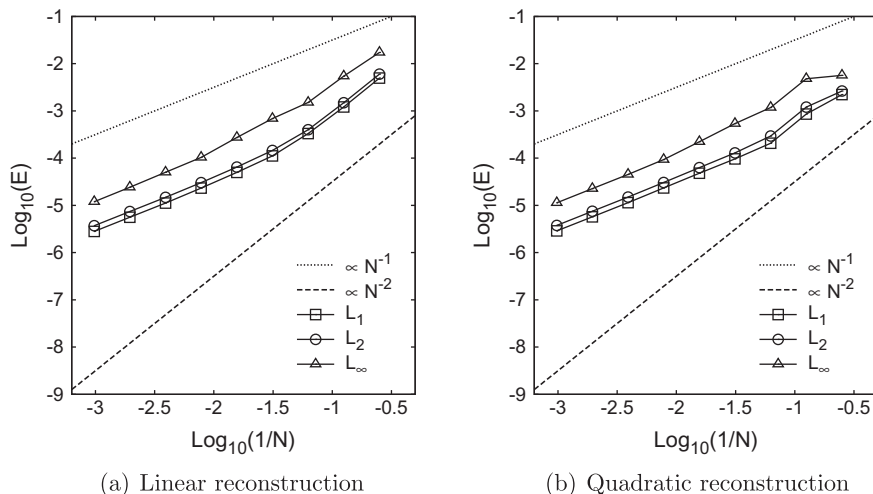 -1
-2
-3
-4
-5
-6
-7
-8
-9
Log10(E)
-3 -2.5 -2 -1.5 -1 -0.5
Log10(1/N)
∝ N-1
∝ N-2
L1
L2
L∞
(a) Linear reconstruction
-1
-2
-3
-4
-5
-6
-7
-8
-9
Log10(E)
-3 -2.5 -2 -1.5 -1 -0.5
Log10(1/N)
∝ N-1
∝ N-2
L1
L2
L∞
(b) Quadratic reconstruction